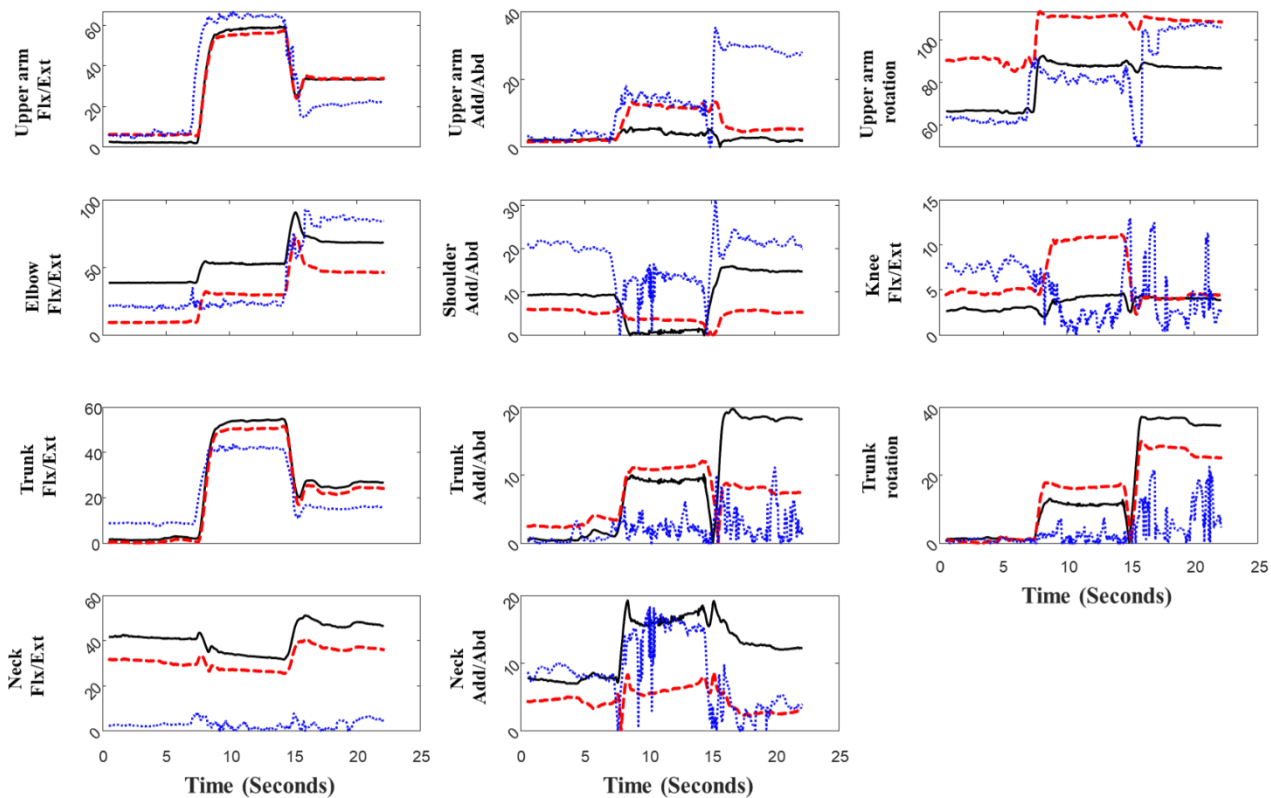 Upper arm
Flx/Ext
60
40
20
0
Upper arm
Add/Abd
40
20
0
Upper arm
rotation
100
80
60
Elbow
Flx/Ext
100
50
0
Shoulder
Add/Abd
30
20
10
0
Knee
Flx/Ext
15
10
5
0
Trunk
Flx/Ext
60
40
20
0
Trunk
Add/Abd
20
10
0
Trunk
rotation
40
20
0
0 5 10 15 20 25
Time (Seconds)
Neck
Flx/Ext
60
40
20
0
0 5 10 15 20 25
Time (Seconds)
Neck
Add/Abd
20
10
0
0 5 10 15 20 25
Time (Seconds)